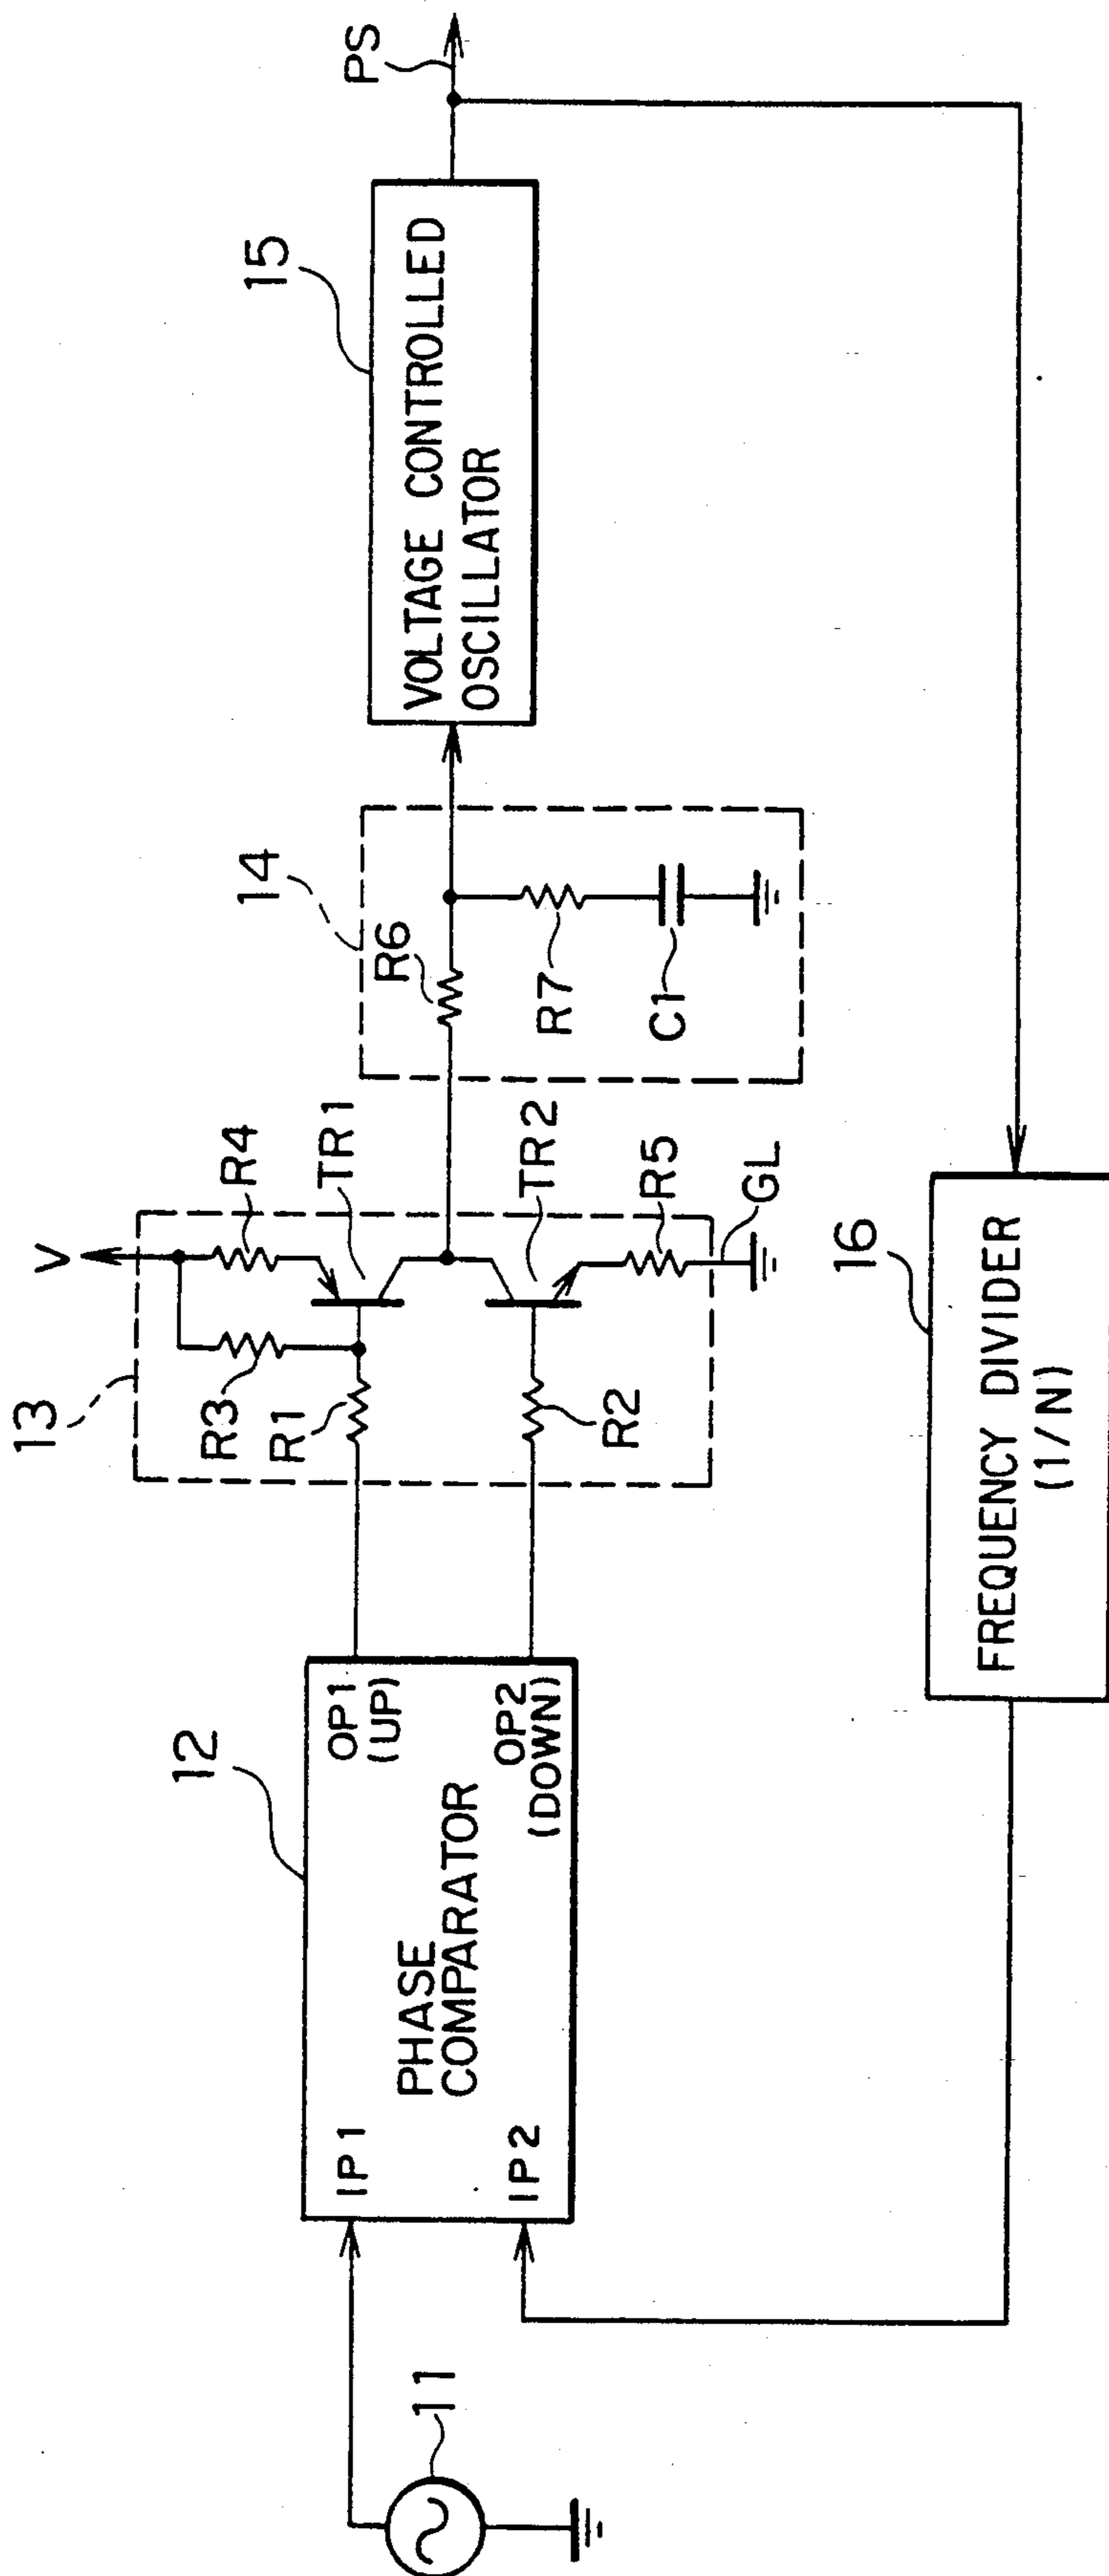 13
V
R4
R3
TR1
R1
TR2
R2
R5
GL
14
R6
R7
C1
15
VOLTAGE CONTROLLED
OSCILLATOR
PS
12
OP1
(UP)
PHASE
COMPARATOR
OP2
(DOWN)
IP1
IP2
11
16
FREQUENCY DIVIDER
(1/N)